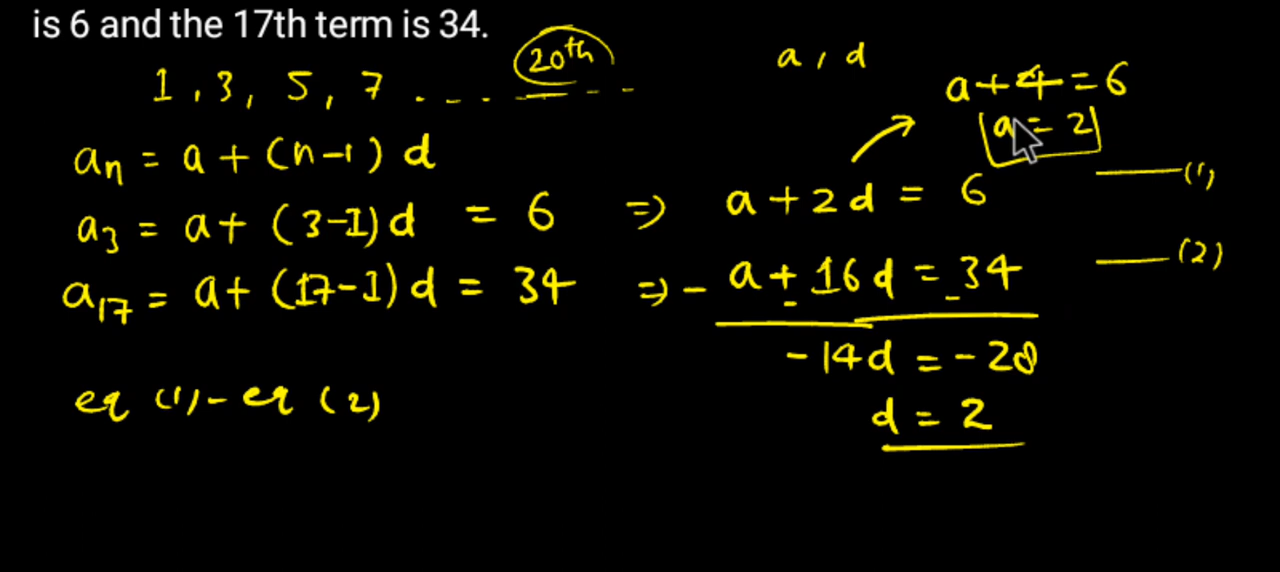 is 6 and the 17th term is 34.
1, 3, 5, 7 .... 20th - -
a, d
a + 4 = 6
a = 2
an = a + (n-1) d
a3 = a + (3-1)d = 6 ⇒ a + 2d = 6 —(1)
a17 = a + (17-1)d = 34 ⇒ - a + 16d = 34 —(2)
- -
-14d = -28
eq (1) - eq (2)
d = 2